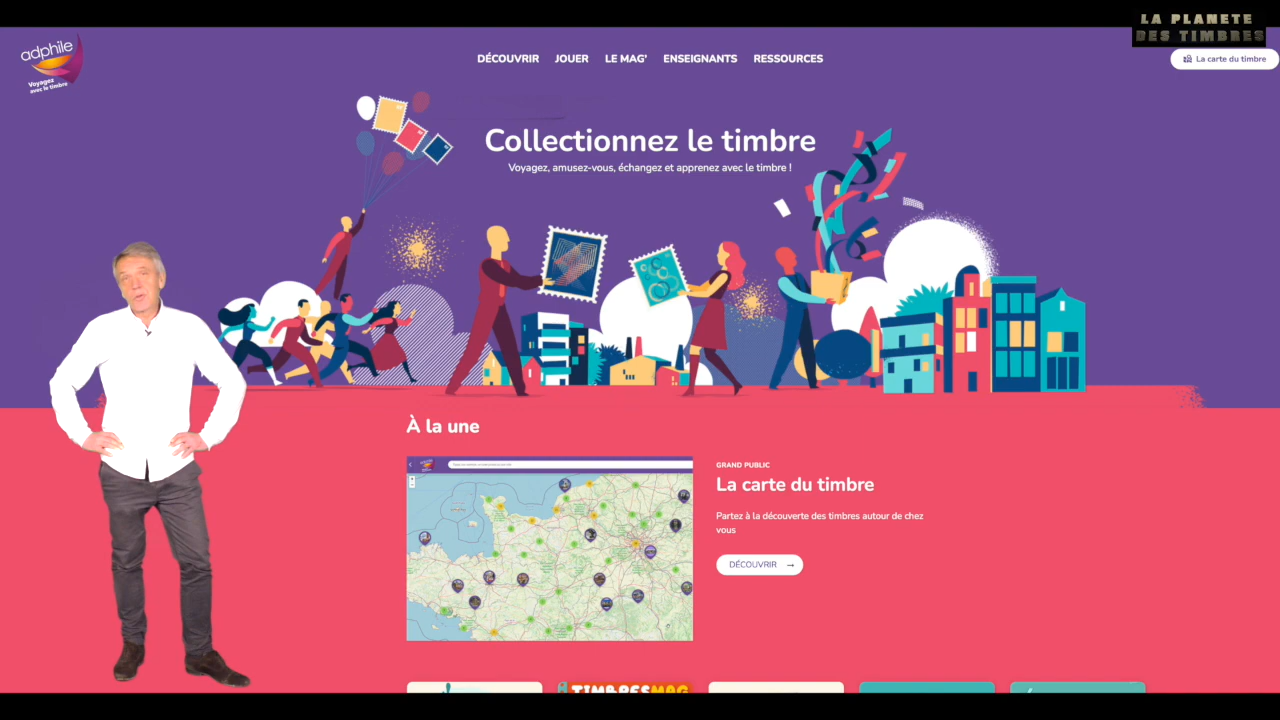 LA PLANETE
DES TIMBRES
adphile
Voyagez
avec le timbre
DÉCOUVRIR
JOUER
LE MAG'
ENSEIGNANTS
RESSOURCES
La carte du timbre
Collectionnez le timbre
Voyagez, amusez-vous, échangez et apprenez avec le timbre !
À la une
GRAND PUBLIC
La carte du timbre
Partez à la découverte des timbres autour de chez
vous
DÉCOUVRIR →
TIMBRESMAG